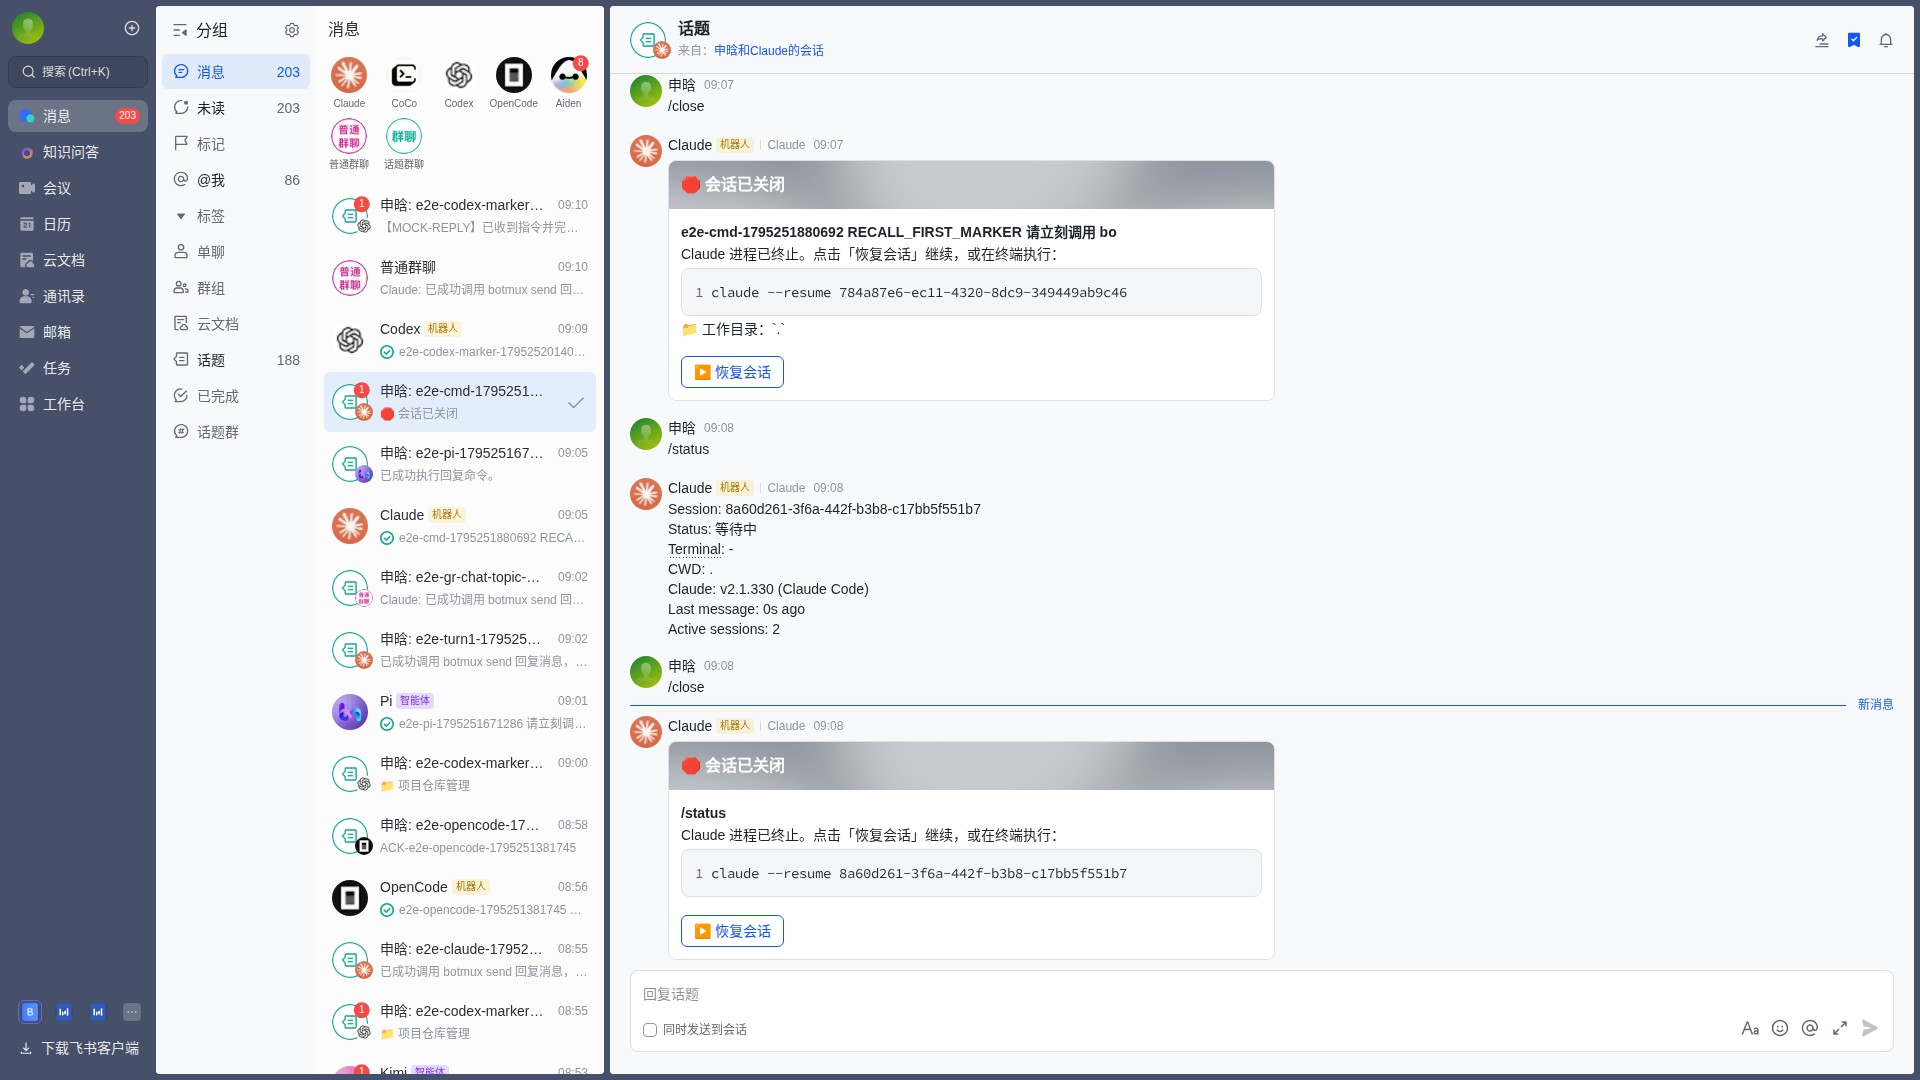 搜索 (Ctrl+K)
消息 203
知识问答
会议
日历
云文档
通讯录
邮箱
任务
工作台
B
下载飞书客户端
分组
消息 203
未读 203
标记
@我 86
标签
单聊
群组
云文档
话题 188
已完成
话题群
消息
8
Claude CoCo Codex OpenCode Aiden
普通群聊 群聊
普通群聊 话题群聊
1 申晗: e2e-codex-marker... 09:10
【MOCK-REPLY】已收到指令并完...
普通群聊 普通群聊 09:10
Claude: 已成功调用 botmux send 回...
Codex 机器人 09:09
e2e-codex-marker-17952520140...
1 申晗: e2e-cmd-1795251...
会话已关闭
申晗: e2e-pi-179525167... 09:05
已成功执行回复命令。
Claude 机器人 09:05
e2e-cmd-1795251880692 RECA...
申晗: e2e-gr-chat-topic-... 09:02
Claude: 已成功调用 botmux send 回...
申晗: e2e-turn1-179525... 09:02
已成功调用 botmux send 回复消息，...
Pi 智能体 09:01
e2e-pi-1795251671286 请立刻调...
申晗: e2e-codex-marker... 09:00
项目仓库管理
申晗: e2e-opencode-17... 08:58
ACK-e2e-opencode-1795251381745
OpenCode 机器人 08:56
e2e-opencode-1795251381745 ...
申晗: e2e-claude-17952... 08:55
已成功调用 botmux send 回复消息，...
1 申晗: e2e-codex-marker... 08:55
项目仓库管理
1 Kimi 智能体 08:53
话题
来自：申晗和Claude的会话
申晗 09:07
/close
Claude 机器人 | Claude 09:07
会话已关闭
e2e-cmd-1795251880692 RECALL_FIRST_MARKER 请立刻调用 bo
Claude 进程已终止。点击「恢复会话」继续，或在终端执行：
1 claude --resume 784a87e6-ec11-4320-8dc9-349449ab9c46
工作目录：`.`
恢复会话
申晗 09:08
/status
Claude 机器人 | Claude 09:08
Session: 8a60d261-3f6a-442f-b3b8-c17bb5f551b7
Status: 等待中
Terminal: -
CWD: .
Claude: v2.1.330 (Claude Code)
Last message: 0s ago
Active sessions: 2
申晗 09:08
/close
新消息
Claude 机器人 | Claude 09:08
会话已关闭
/status
Claude 进程已终止。点击「恢复会话」继续，或在终端执行：
1 claude --resume 8a60d261-3f6a-442f-b3b8-c17bb5f551b7
恢复会话
回复话题
同时发送到会话
Aa